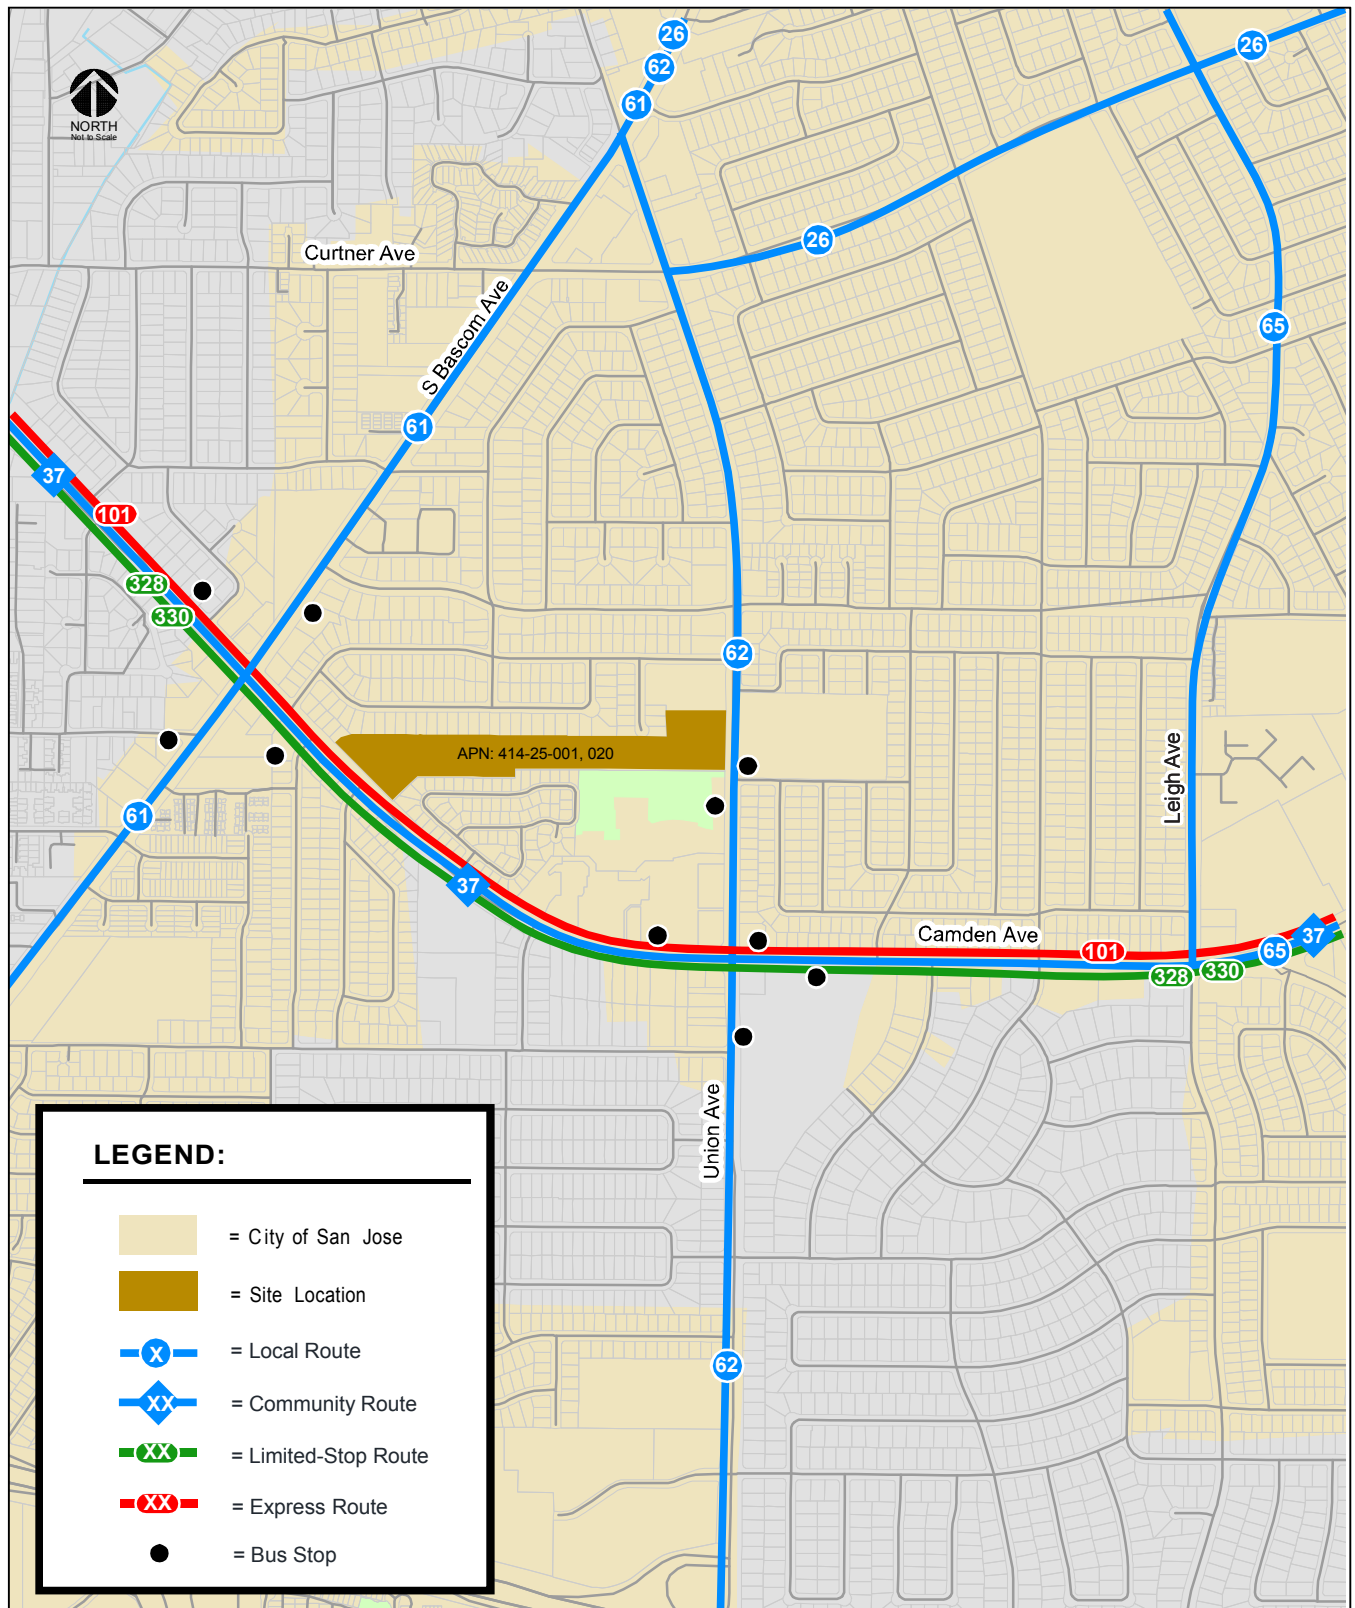 26
62
61
26
NORTH
Not to Scale
Curtner Ave
26
S Bascom Ave
65
61
37
101
328
330
62
APN: 414-25-001, 020
Leigh Ave
61
37
Camden Ave
101
65
37
328
330
Union Ave
62
LEGEND:
= City of San Jose
= Site Location
X = Local Route
XX = Community Route
XX = Limited-Stop Route
XX = Express Route
= Bus Stop